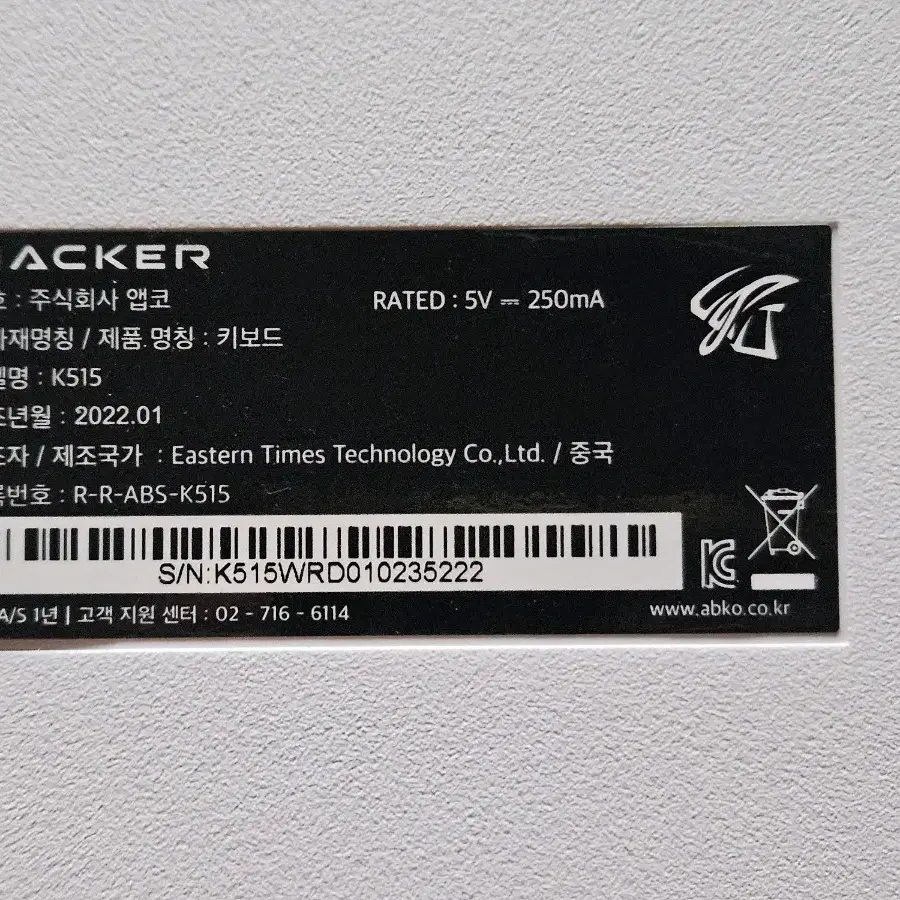 ACKER
호 : 주식회사 앱코
RATED : 5V ⎓ 250mA
자재명칭 / 제품.명칭 : 키보드
델명 : K515
조년월 : 2022.01
조자 / 제조국가 : Eastern Times Technology Co.,Ltd. / 중국
록번호 : R-R-ABS-K515
S/N:K515WRD010235222
A/S 1년 | 고객 지원 센터 : 02 - 716 - 6114
www.abko.co.kr